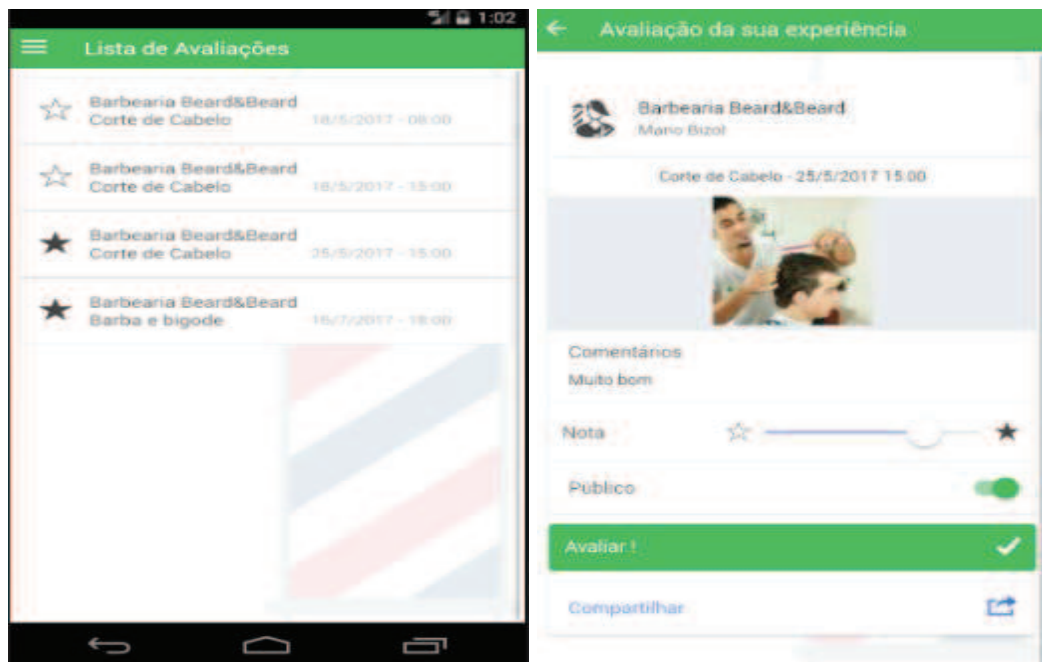 1:02
Lista de Avaliações
Barbearia Beard&Beard
Corte de Cabelo 18/5/2017 - 08:00
Barbearia Beard&Beard
Corte de Cabelo 18/5/2017 - 15:00
Barbearia Beard&Beard
Corte de Cabelo 25/5/2017 - 15:00
Barbearia Beard&Beard
Barba e bigode 16/7/2017 - 18:00
Avaliação da sua experiência
Barbearia Beard&Beard
Mario Bizol
Corte de Cabelo - 25/5/2017 15:00
Comentários
Muito bom
Nota
Público
Avaliar !
Compartilhar